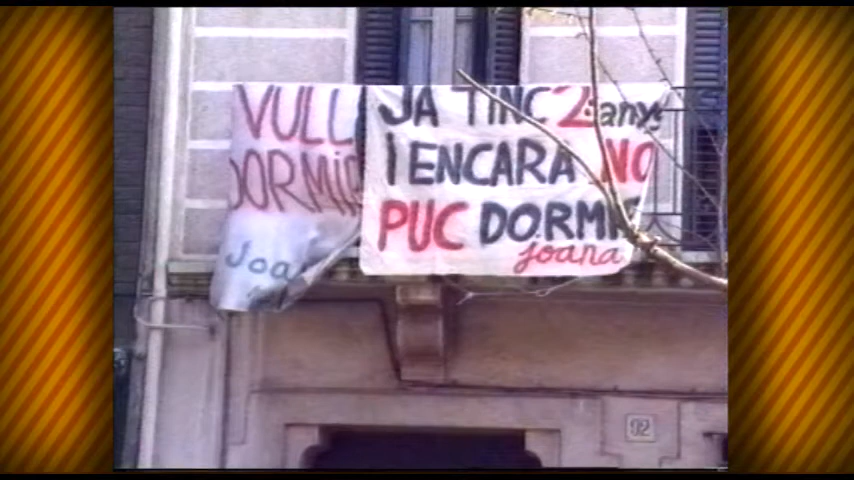 VULL
DORMIR
Joa
JA TINC 2 anys
I ENCARA NO
PUC DORMIR
joana
92